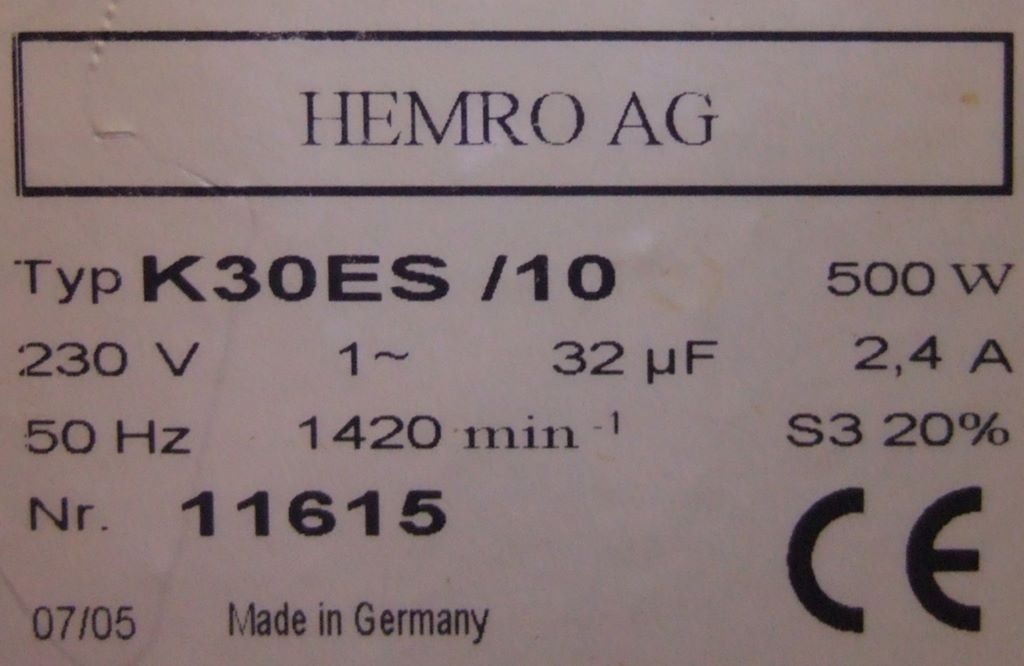 HEMRO AG
Typ K30ES /10 500 W
230 V 1~ 32 µF 2,4 A
50 Hz 1420 min -1 S3 20%
Nr. 11615
CE
07/05 Made in Germany